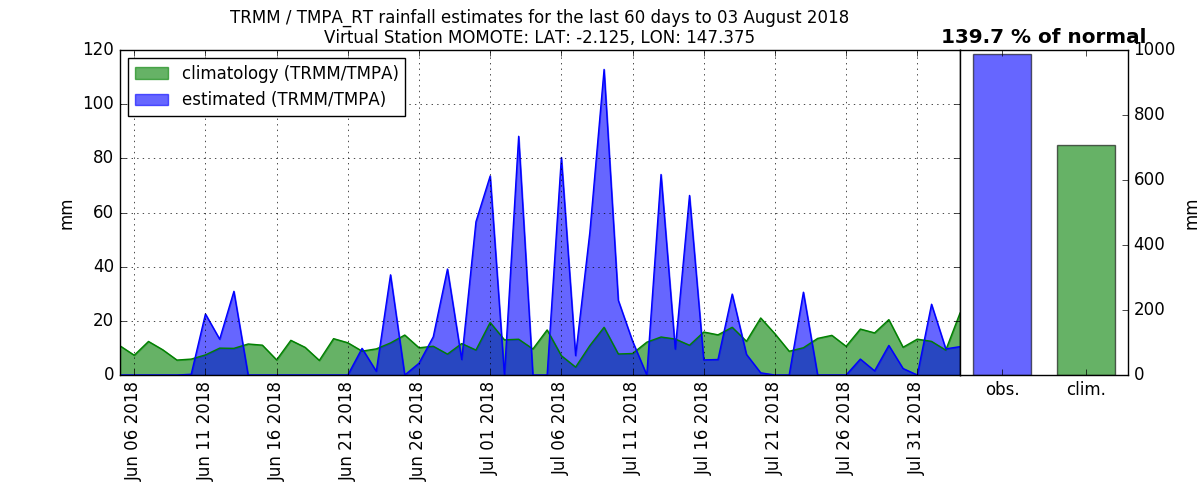 TRMM / TMPA_RT rainfall estimates for the last 60 days to 03 August 2018
Virtual Station MOMOTE: LAT: -2.125, LON: 147.375
139.7 % of normal
climatology (TRMM/TMPA)
estimated (TRMM/TMPA)
mm
120
100
80
60
40
20
0
Jun 06 2018
Jun 11 2018
Jun 16 2018
Jun 21 2018
Jun 26 2018
Jul 01 2018
Jul 06 2018
Jul 11 2018
Jul 16 2018
Jul 21 2018
Jul 26 2018
Jul 31 2018
1000
800
600
400
200
0
mm
obs.
clim.